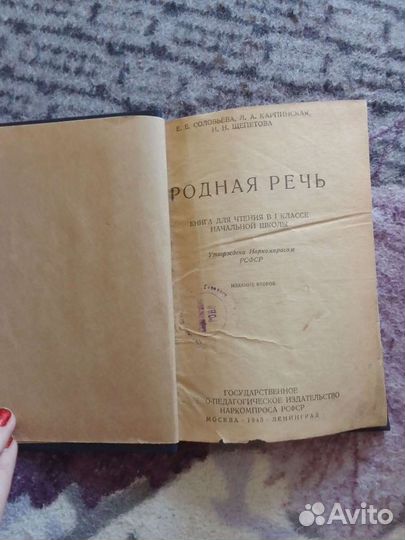 Е. Е. СОЛОВЬЕВА, Л. А. КАРПИНСКАЯ,
Н. Н. ЩЕПЕТОВА
РОДНАЯ РЕЧЬ
КНИГА ДЛЯ ЧТЕНИЯ В I КЛАССЕ
НАЧАЛЬНОЙ ШКОЛЫ
Утверждена Наркомпросом
РСФСР
ИЗДАНИЕ ВТОРОЕ
ГОСУДАРСТВЕННОЕ
О-ПЕДАГОГИЧЕСКОЕ ИЗДАТЕЛЬСТВО
НАРКОМПРОСА РСФСР
МОСКВА · 1945 · ЛЕНИНГРАД
Avito